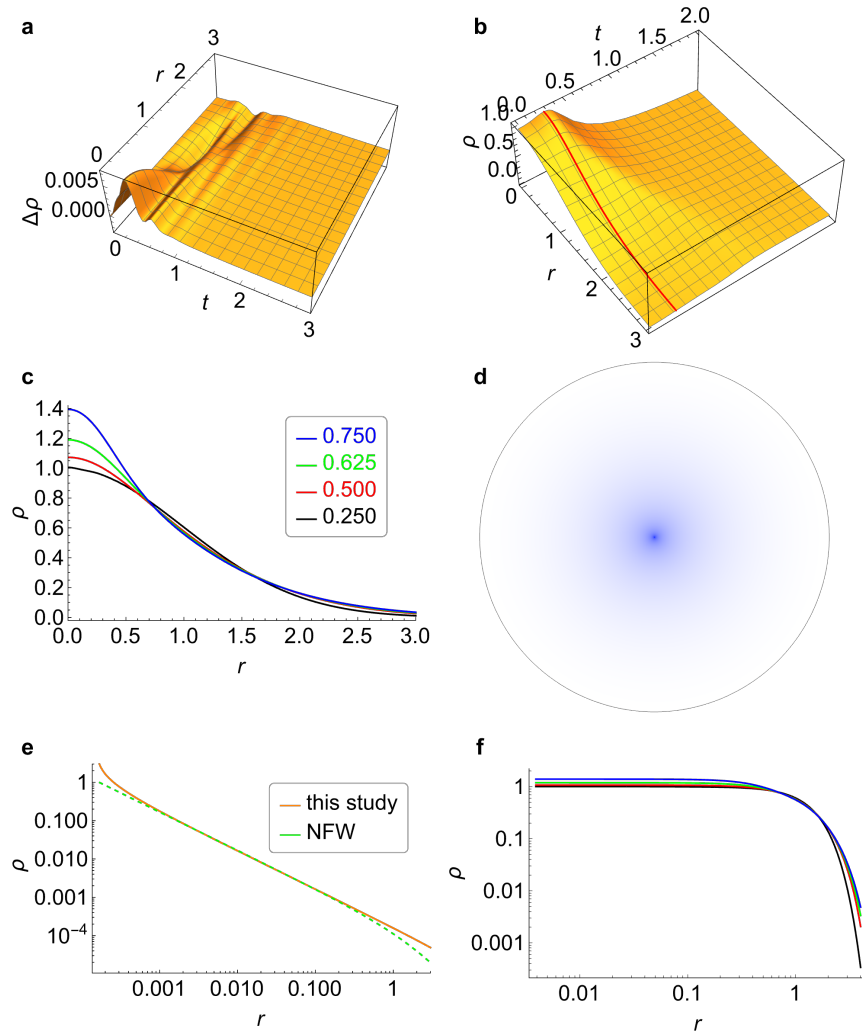 a
3
2
r
1
0
0.005
0.000
Δρ
0
1
t
2
3
b
2.0
t
1.5
1.0
0.5
0.0
1.0
0.5
0.0
ρ
0
1
r
2
3
c
1.4
1.2
1.0
0.8
0.6
0.4
0.2
0.0
ρ
0.750
0.625
0.500
0.250
0.0 0.5 1.0 1.5 2.0 2.5 3.0
r
d
e
1
0.100
0.010
0.001
10⁻⁴
ρ
this study
NFW
0.001 0.010 0.100 1
r
f
1
0.1
0.01
0.001
ρ
0.01 0.1 1
r